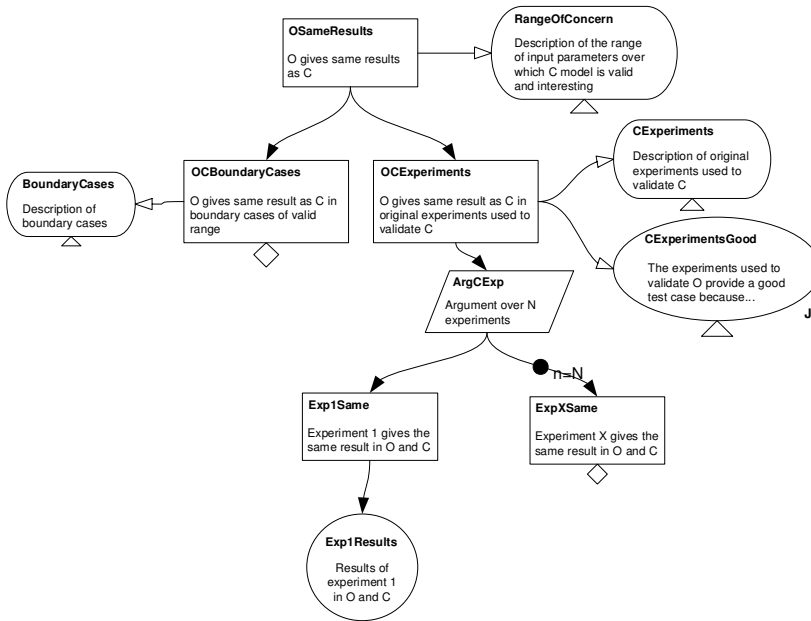 OSameResults
O gives same results
as C
RangeOfConcern
Description of the range
of input parameters over
which C model is valid
and interesting
BoundaryCases
Description of
boundary cases
OCBoundaryCases
O gives same result as C in
boundary cases of valid
range
OCExperiments
O gives same result as C in
original experiments used to
validate C
CExperiments
Description of original
experiments used to
validate C
CExperimentsGood
The experiments used to
validate O provide a good
test case because...
J
ArgCExp
Argument over N
experiments
n=N
Exp1Same
Experiment 1 gives the
same result in O and C
ExpXSame
Experiment X gives the
same result in O and C
Exp1Results
Results of
experiment 1
in O and C